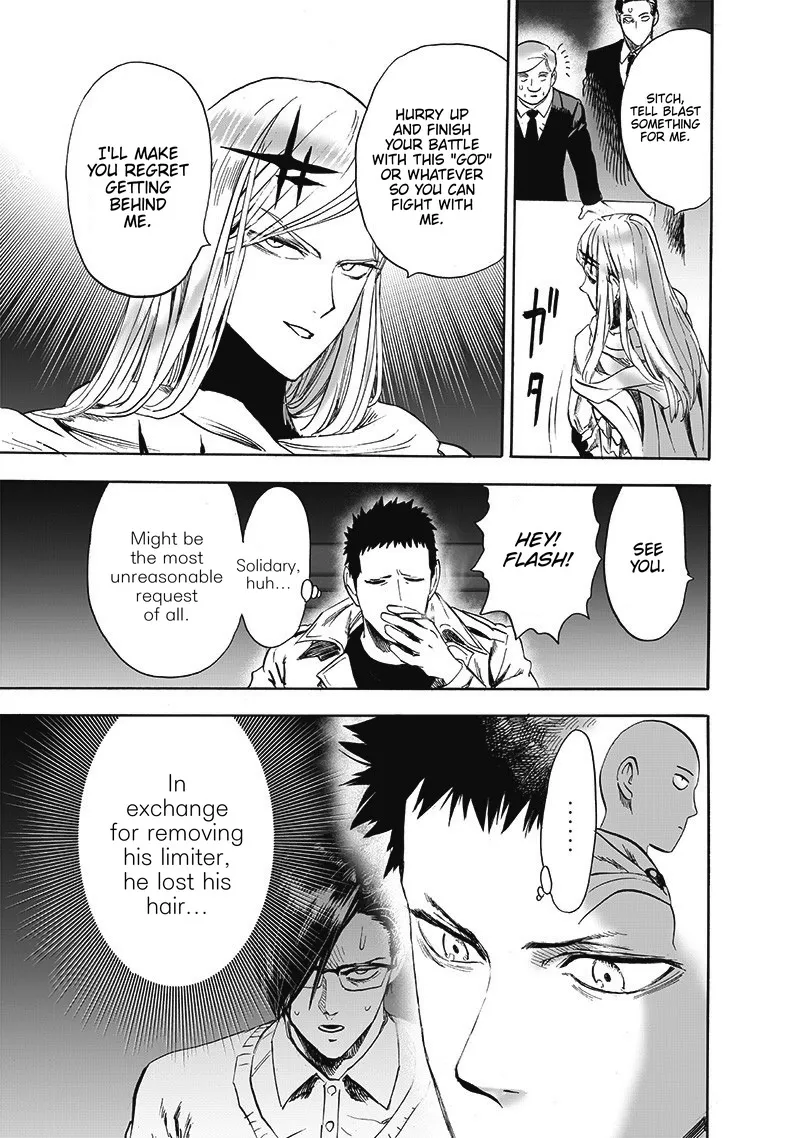 SITCH,
TELL BLAST
SOMETHING
FOR ME.
ガタ
HURRY UP
AND FINISH
YOUR BATTLE
WITH THIS "GOD"
OR WHATEVER
SO YOU CAN
FIGHT WITH
ME.
I'LL MAKE
YOU REGRET
GETTING
BEHIND
ME.
SEE
YOU.
HEY!
FLASH!
Solidary,
huh...
Might be
the most
unreasonable
request
of all.
......
In
exchange
for removing
his limiter,
he lost his
hair...